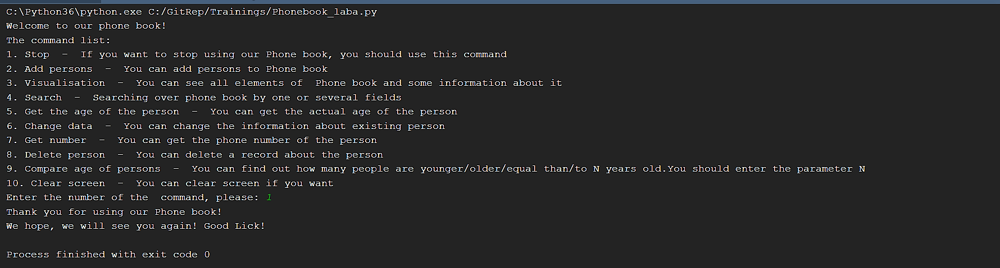 C:\Python36\python.exe C:/GitRep/Trainings/Phonebook_laba.py
Welcome to our phone book!
The command list:
1. Stop  -  If you want to stop using our Phone book, you should use this command
2. Add persons  -  You can add persons to Phone book
3. Visualisation  -  You can see all elements of  Phone book and some information about it
4. Search  -  Searching over phone book by one or several fields
5. Get the age of the person  -  You can get the actual age of the person
6. Change data  -  You can change the information about existing person
7. Get number  -  You can get the phone number of the person
8. Delete person  -  You can delete a record about the person
9. Compare age of persons  -  You can find out how many people are younger/older/equal than/to N years old.You should enter the parameter N
10. Clear screen  -  You can clear screen if you want
Enter the number of the  command, please: 1
Thank you for using our Phone book!
We hope, we will see you again! Good Lick!
Process finished with exit code 0